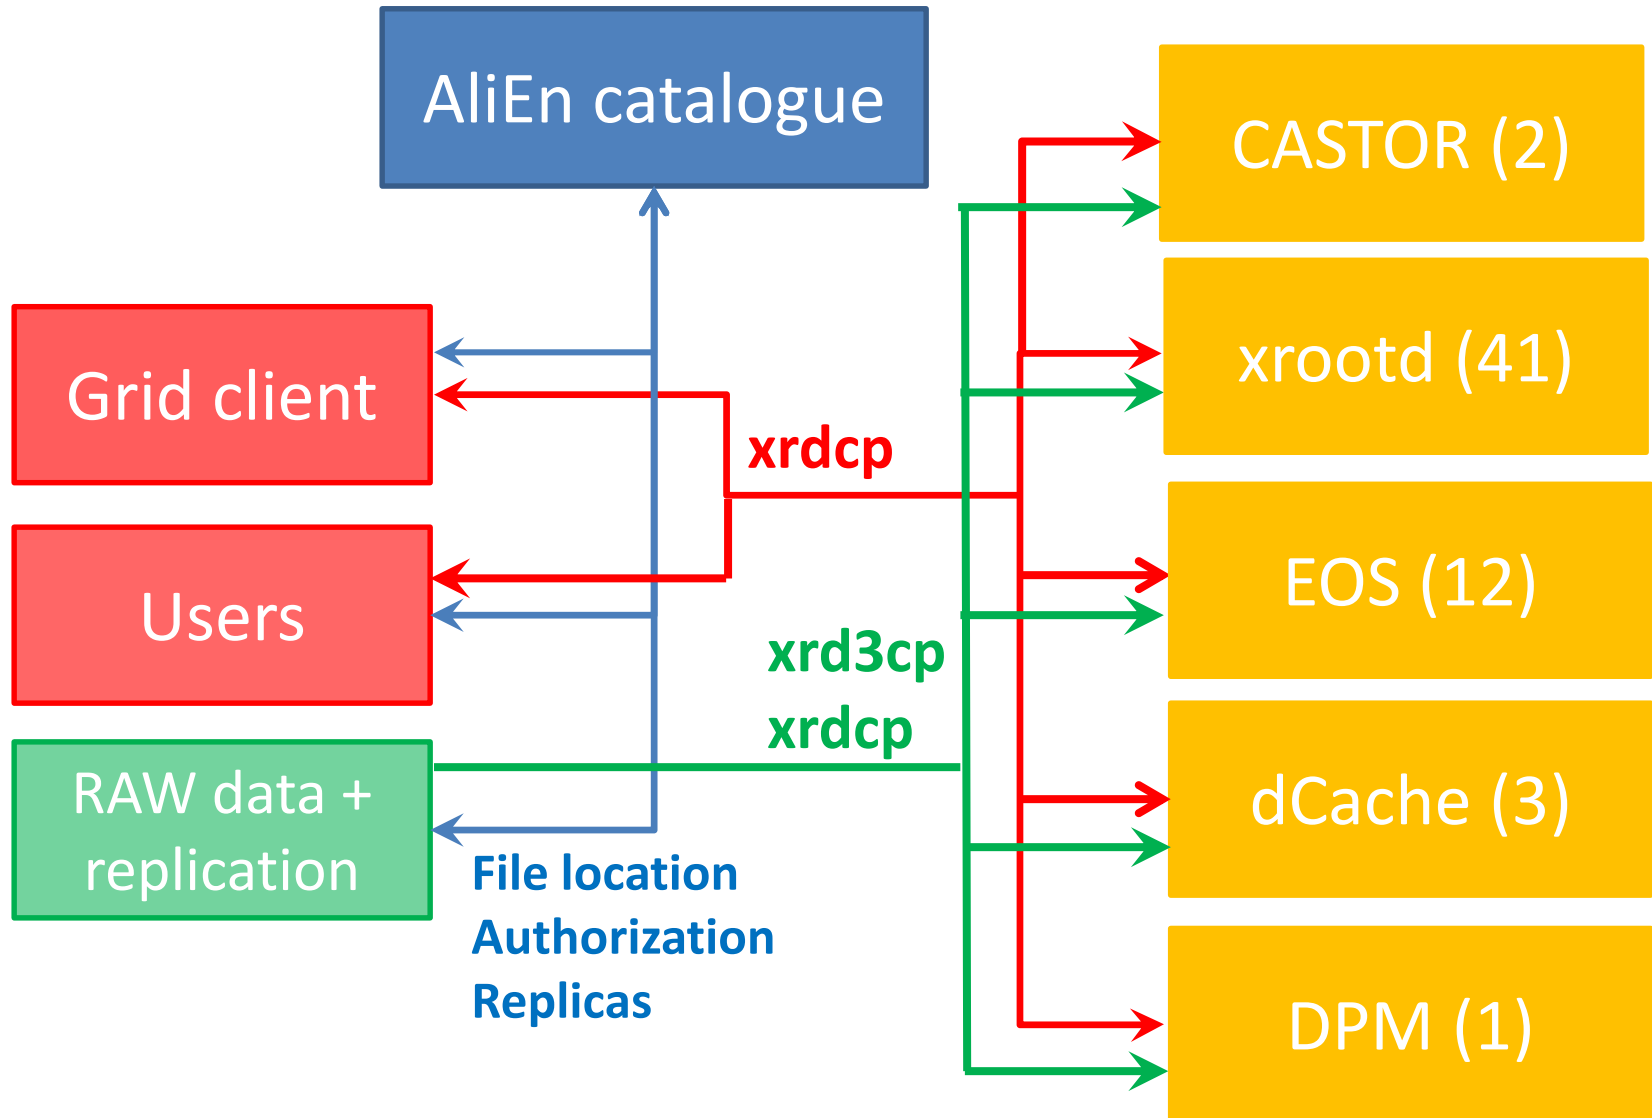 AliEn catalogue
CASTOR (2)
xrootd (41)
Grid client
xrdcp
EOS (12)
Users
xrd3cp
xrdcp
RAW data +
replication
dCache (3)
File location
Authorization
Replicas
DPM (1)